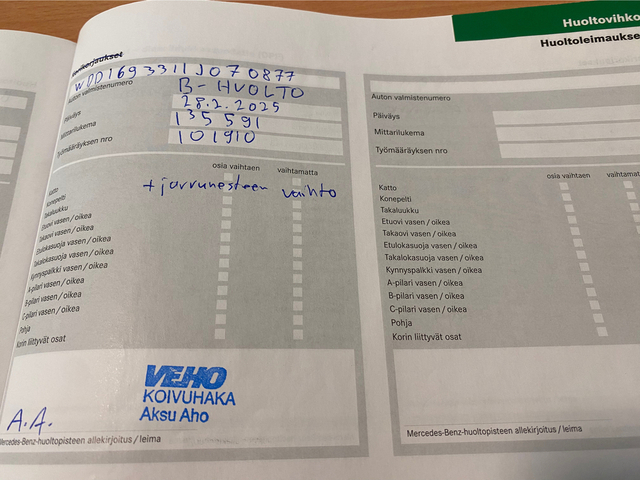 Huoltovihko
Huoltoleimaukse
WDD1693311J070877
Auton valmistenumero
B-HUOLTO
Päiväys
28.2.2025
Mittarilukema
135 591
Työmääräyksen nro
101910
osia vaihtaen vaihtamatta
+ jarrunesteen vaihto
Katto
Konepelti
Takaluukku
Etuovi vasen / oikea
Takaovi vasen / oikea
Etulokasuoja vasen / oikea
Takalokasuoja vasen / oikea
Kynnyspalkki vasen / oikea
A-pilari vasen / oikea
B-pilari vasen / oikea
C-pilari vasen / oikea
Pohja
Korin liittyvät osat
VEHO
KOIVUHAKA
Aksu Aho
A.A.
Mercedes-Benz-huoltopisteen allekirjoitus / leima
Auton valmistenumero
Päiväys
Mittarilukema
Työmääräyksen nro
osia vaihtaen vaihtamat
Katto
Konepelti
Takaluukku
Etuovi vasen / oikea
Takaovi vasen / oikea
Etulokasuoja vasen / oikea
Takalokasuoja vasen / oikea
Kynnyspalkki vasen / oikea
A-pilari vasen / oikea
B-pilari vasen / oikea
C-pilari vasen / oikea
Pohja
Korin liittyvät osat
Mercedes-Benz-huoltopisteen allekirjoitus / leima